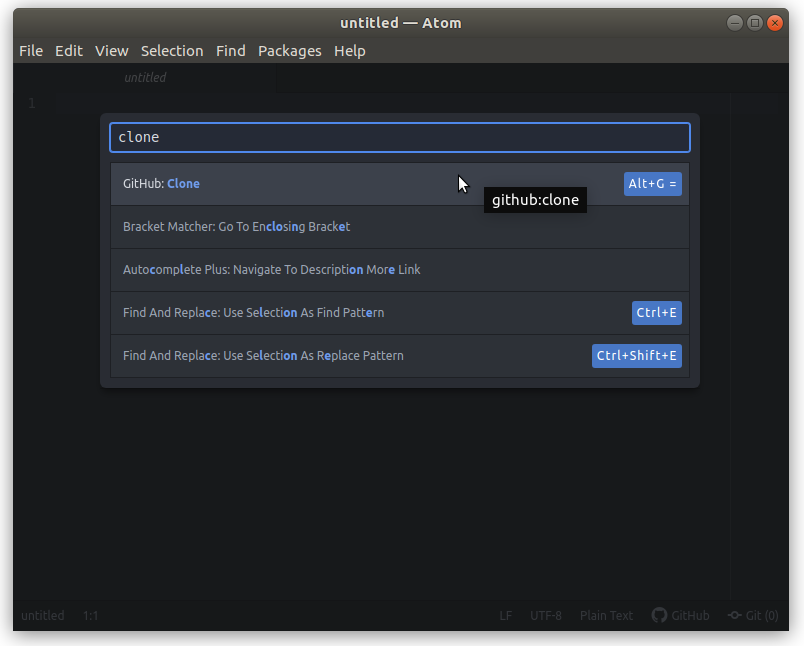 untitled — Atom
File Edit View Selection Find Packages Help
untitled
1
clone
GitHub: Clone Alt+G =
github:clone
Bracket Matcher: Go To Enclosing Bracket
Autocomplete Plus: Navigate To Description More Link
Find And Replace: Use Selection As Find Pattern Ctrl+E
Find And Replace: Use Selection As Replace Pattern Ctrl+Shift+E
untitled 1:1 LF UTF-8 Plain Text GitHub Git (0)